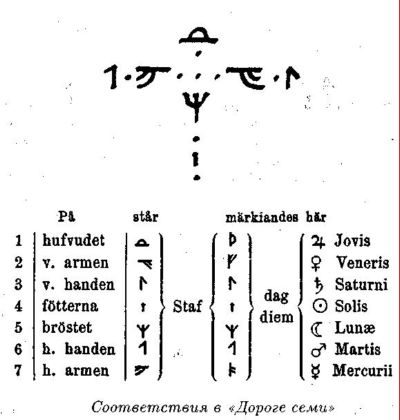 På står märkiandes här
1 hufvudet Þ ♃ Jovis
2 v. armen ᚠ ♀ Veneris
3 v. handen ᛚ ᛚ ♄ Saturni
4 fötterna Staf dag diem ☉ Solis
5 bröstet ☾ Lunæ
6 h. handen ᛐ ᛐ ♂ Martis
7 h. armen ☿ Mercurii
Соответствия в «Дороге семи»